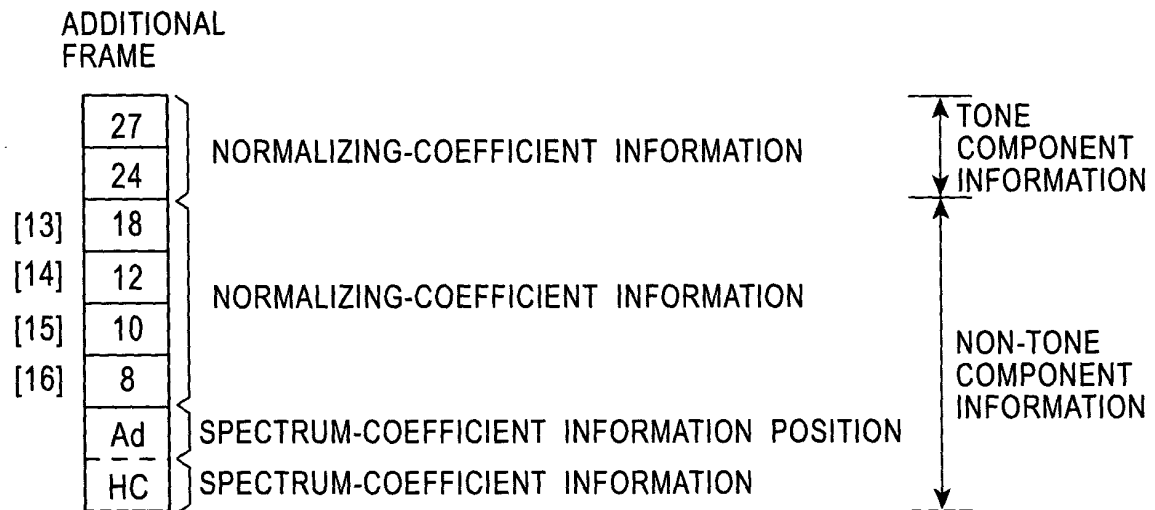 ADDITIONAL
FRAME
27
24
NORMALIZING-COEFFICIENT INFORMATION
TONE
COMPONENT
INFORMATION
[13] 18
[14] 12
[15] 10
[16] 8
NORMALIZING-COEFFICIENT INFORMATION
NON-TONE
COMPONENT
INFORMATION
Ad SPECTRUM-COEFFICIENT INFORMATION POSITION
HC SPECTRUM-COEFFICIENT INFORMATION